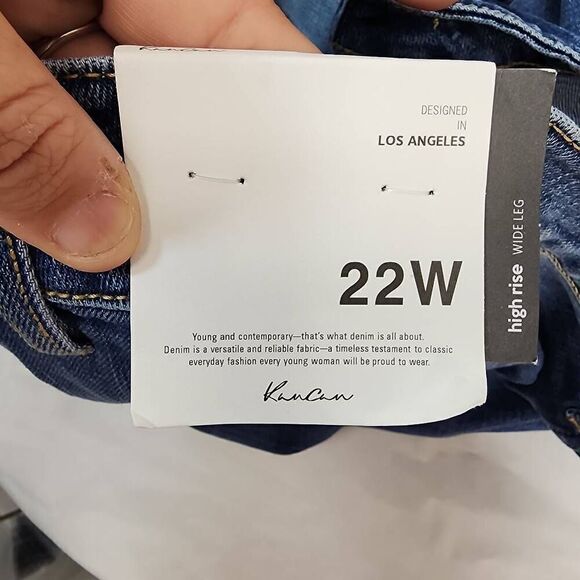 DESIGNED
IN
LOS ANGELES
22W
Young and contemporary—that's what denim is all about.
Denim is a versatile and reliable fabric—a timeless testament to classic
everyday fashion every young woman will be proud to wear.
KanCan
high rise WIDE LEG